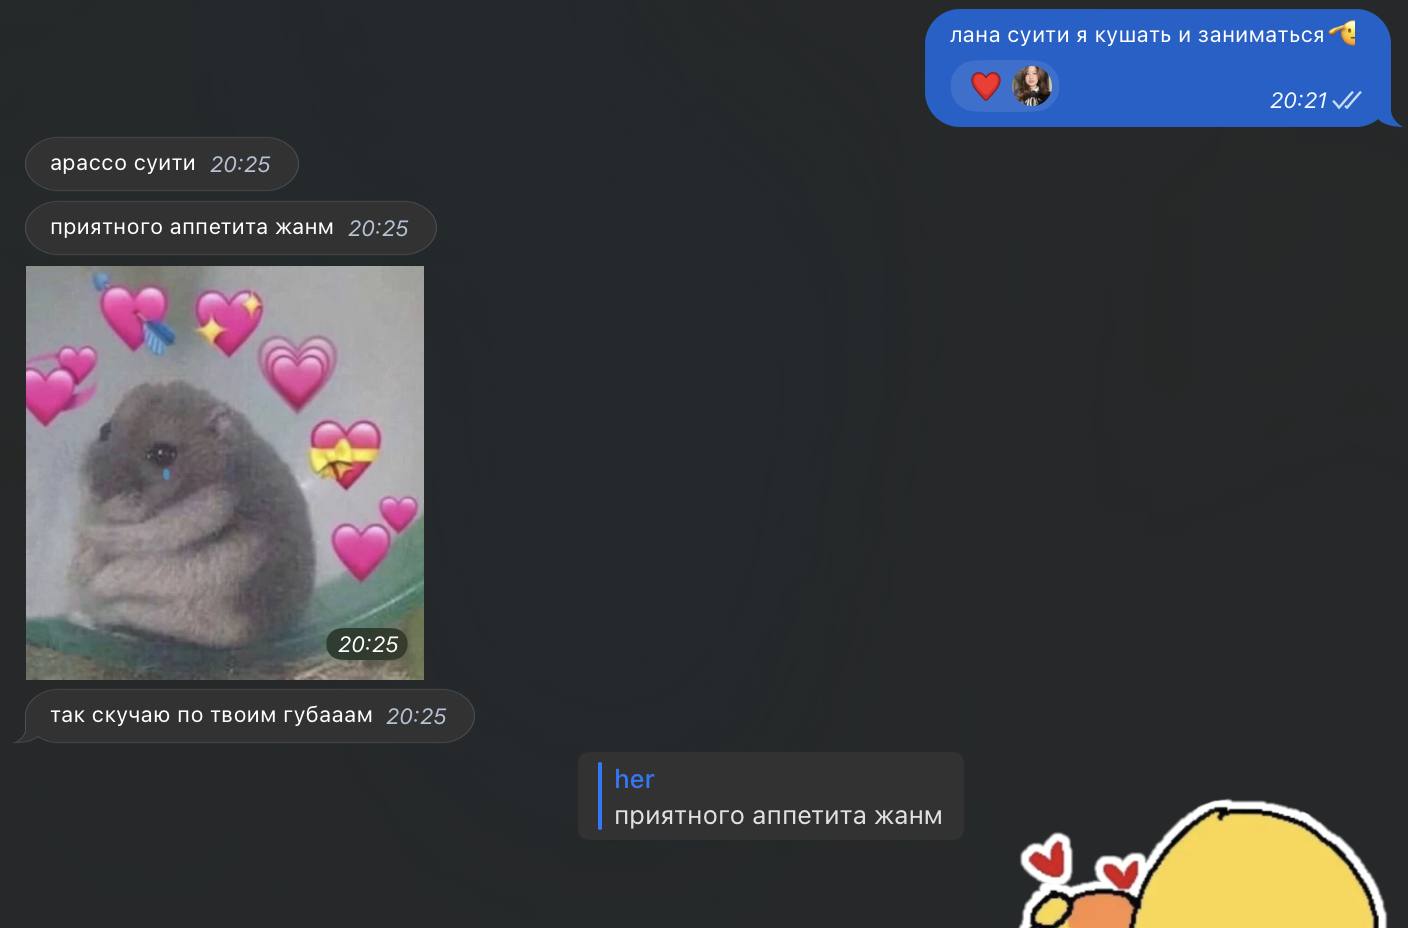 лана суити я кушать и заниматься🫡
20:21
арассо суити 20:25
приятного аппетита жанм 20:25
20:25
так скучаю по твоим губааам 20:25
her
приятного аппетита жанм